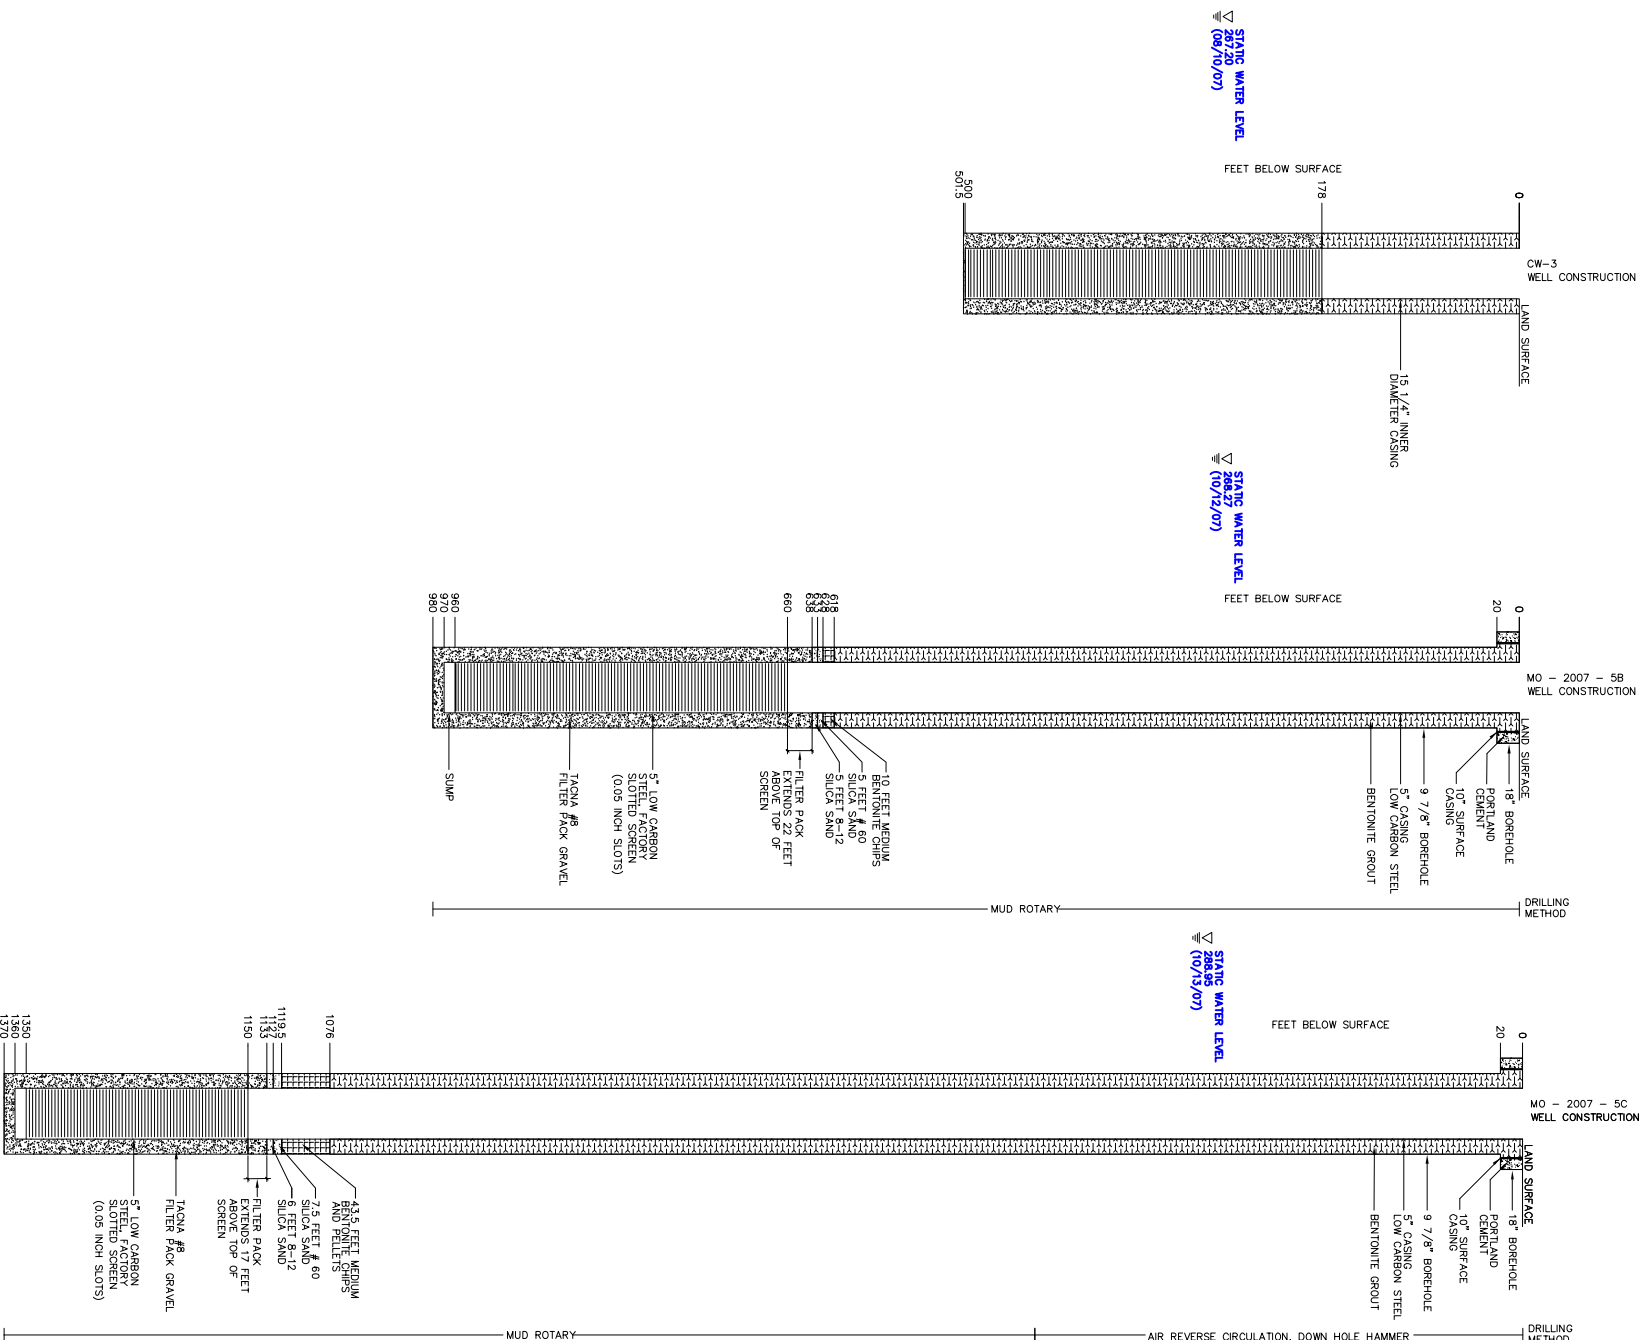 CW-3
WELL CONSTRUCTION
LAND SURFACE
FEET BELOW SURFACE
0
178
500
501.5
STATIC WATER LEVEL
267.20
(08/10/07)
15 1/4" INNER
DIAMETER CASING
MO - 2007 - 5B
WELL CONSTRUCTION
LAND SURFACE
FEET BELOW SURFACE
0
20
618
628
633
638
660
960
970
980
STATIC WATER LEVEL
268.27
(10/12/07)
18" BOREHOLE
PORTLAND
CEMENT
10" SURFACE
CASING
9 7/8" BOREHOLE
5" CASING
LOW CARBON STEEL
BENTONITE GROUT
10 FEET MEDIUM
BENTONITE CHIPS
5 FEET # 60
SILICA SAND
5 FEET 8-12
SILICA SAND
FILTER PACK
EXTENDS 22 FEET
ABOVE TOP OF
SCREEN
5" LOW CARBON
STEEL, FACTORY
SLOTTED SCREEN
(0.05 INCH SLOTS)
TACNA #8
FILTER PACK GRAVEL
SUMP
DRILLING
METHOD
MUD ROTARY
MO - 2007 - 5C
WELL CONSTRUCTION
LAND SURFACE
FEET BELOW SURFACE
0
20
1076
1119.5
1127
1133
1150
1350
1360
1370
STATIC WATER LEVEL
288.95
(10/13/07)
18" BOREHOLE
PORTLAND
CEMENT
10" SURFACE
CASING
9 7/8" BOREHOLE
5" CASING
LOW CARBON STEEL
BENTONITE GROUT
43.5 FEET MEDIUM
BENTONITE CHIPS
AND PELLETS
7.5 FEET # 60
SILICA SAND
6 FEET 8-12
SILICA SAND
FILTER PACK
EXTENDS 17 FEET
ABOVE TOP OF
SCREEN
TACNA #8
FILTER PACK GRAVEL
5" LOW CARBON
STEEL, FACTORY
SLOTTED SCREEN
(0.05 INCH SLOTS)
DRILLING
METHOD
AIR REVERSE CIRCULATION, DOWN HOLE HAMMER
MUD ROTARY